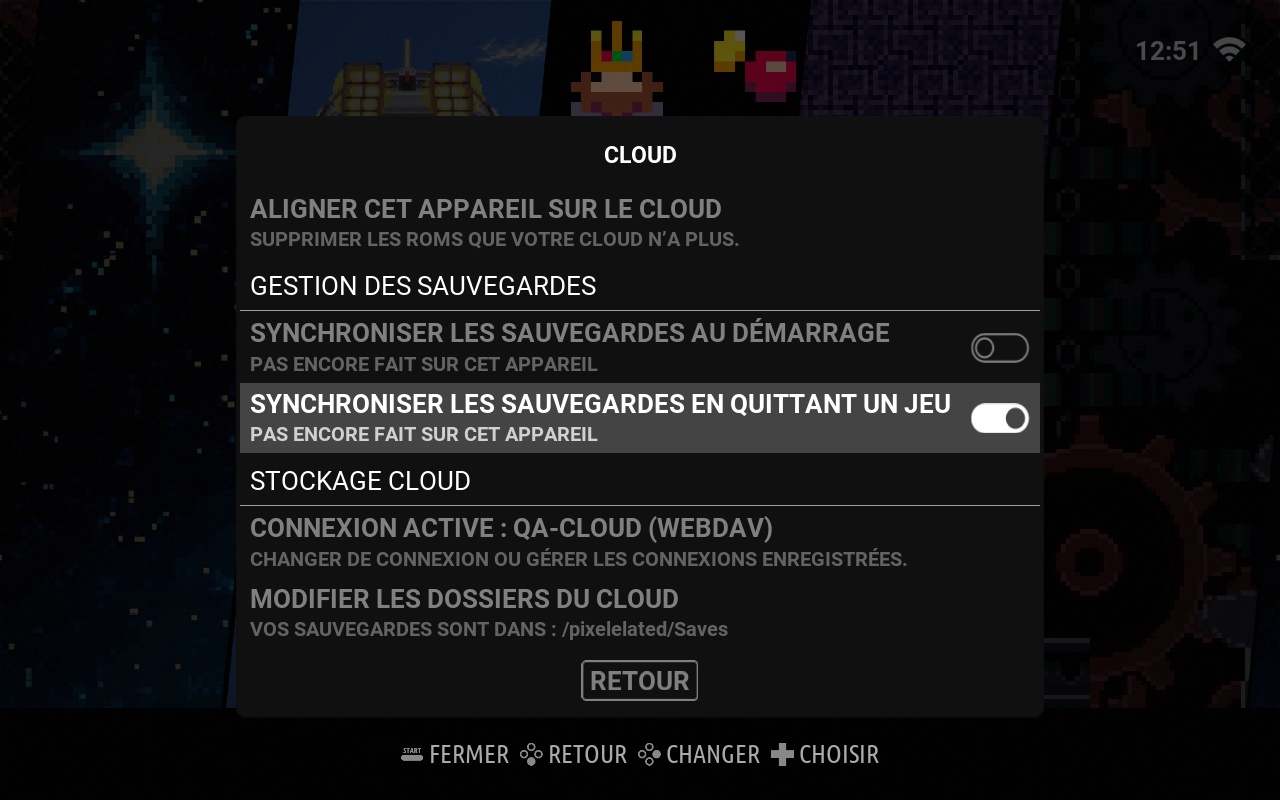 12:51
CLOUD
ALIGNER CET APPAREIL SUR LE CLOUD
SUPPRIMER LES ROMS QUE VOTRE CLOUD N’A PLUS.
GESTION DES SAUVEGARDES
SYNCHRONISER LES SAUVEGARDES AU DÉMARRAGE
PAS ENCORE FAIT SUR CET APPAREIL
SYNCHRONISER LES SAUVEGARDES EN QUITTANT UN JEU
PAS ENCORE FAIT SUR CET APPAREIL
STOCKAGE CLOUD
CONNEXION ACTIVE : QA-CLOUD (WEBDAV)
CHANGER DE CONNEXION OU GÉRER LES CONNEXIONS ENREGISTRÉES.
MODIFIER LES DOSSIERS DU CLOUD
VOS SAUVEGARDES SONT DANS : /pixelelated/Saves
RETOUR
START FERMER RETOUR CHANGER CHOISIR